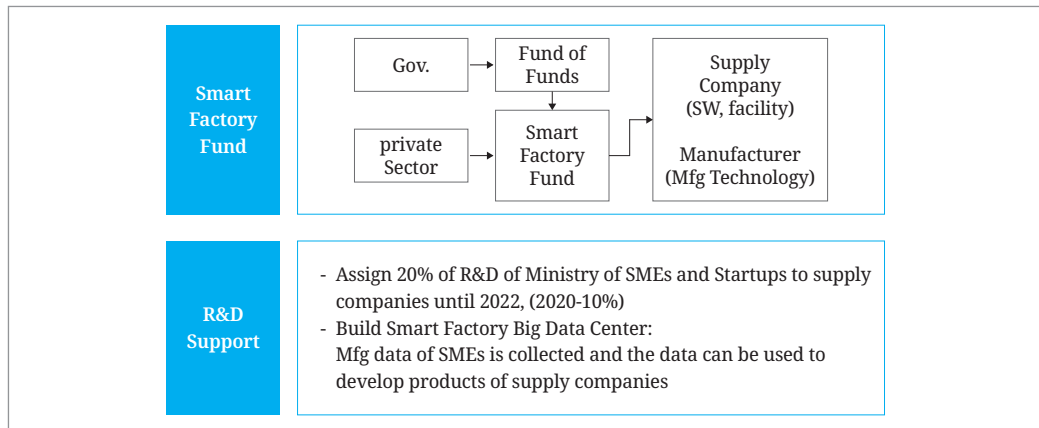 Smart
Factory
Fund
Gov.
Fund of
Funds
private
Sector
Smart
Factory
Fund
Supply
Company
(SW, facility)
Manufacturer
(Mfg Technology)
R&D
Support
- Assign 20% of R&D of Ministry of SMEs and Startups to supply
companies until 2022, (2020-10%)
- Build Smart Factory Big Data Center:
Mfg data of SMEs is collected and the data can be used to
develop products of supply companies